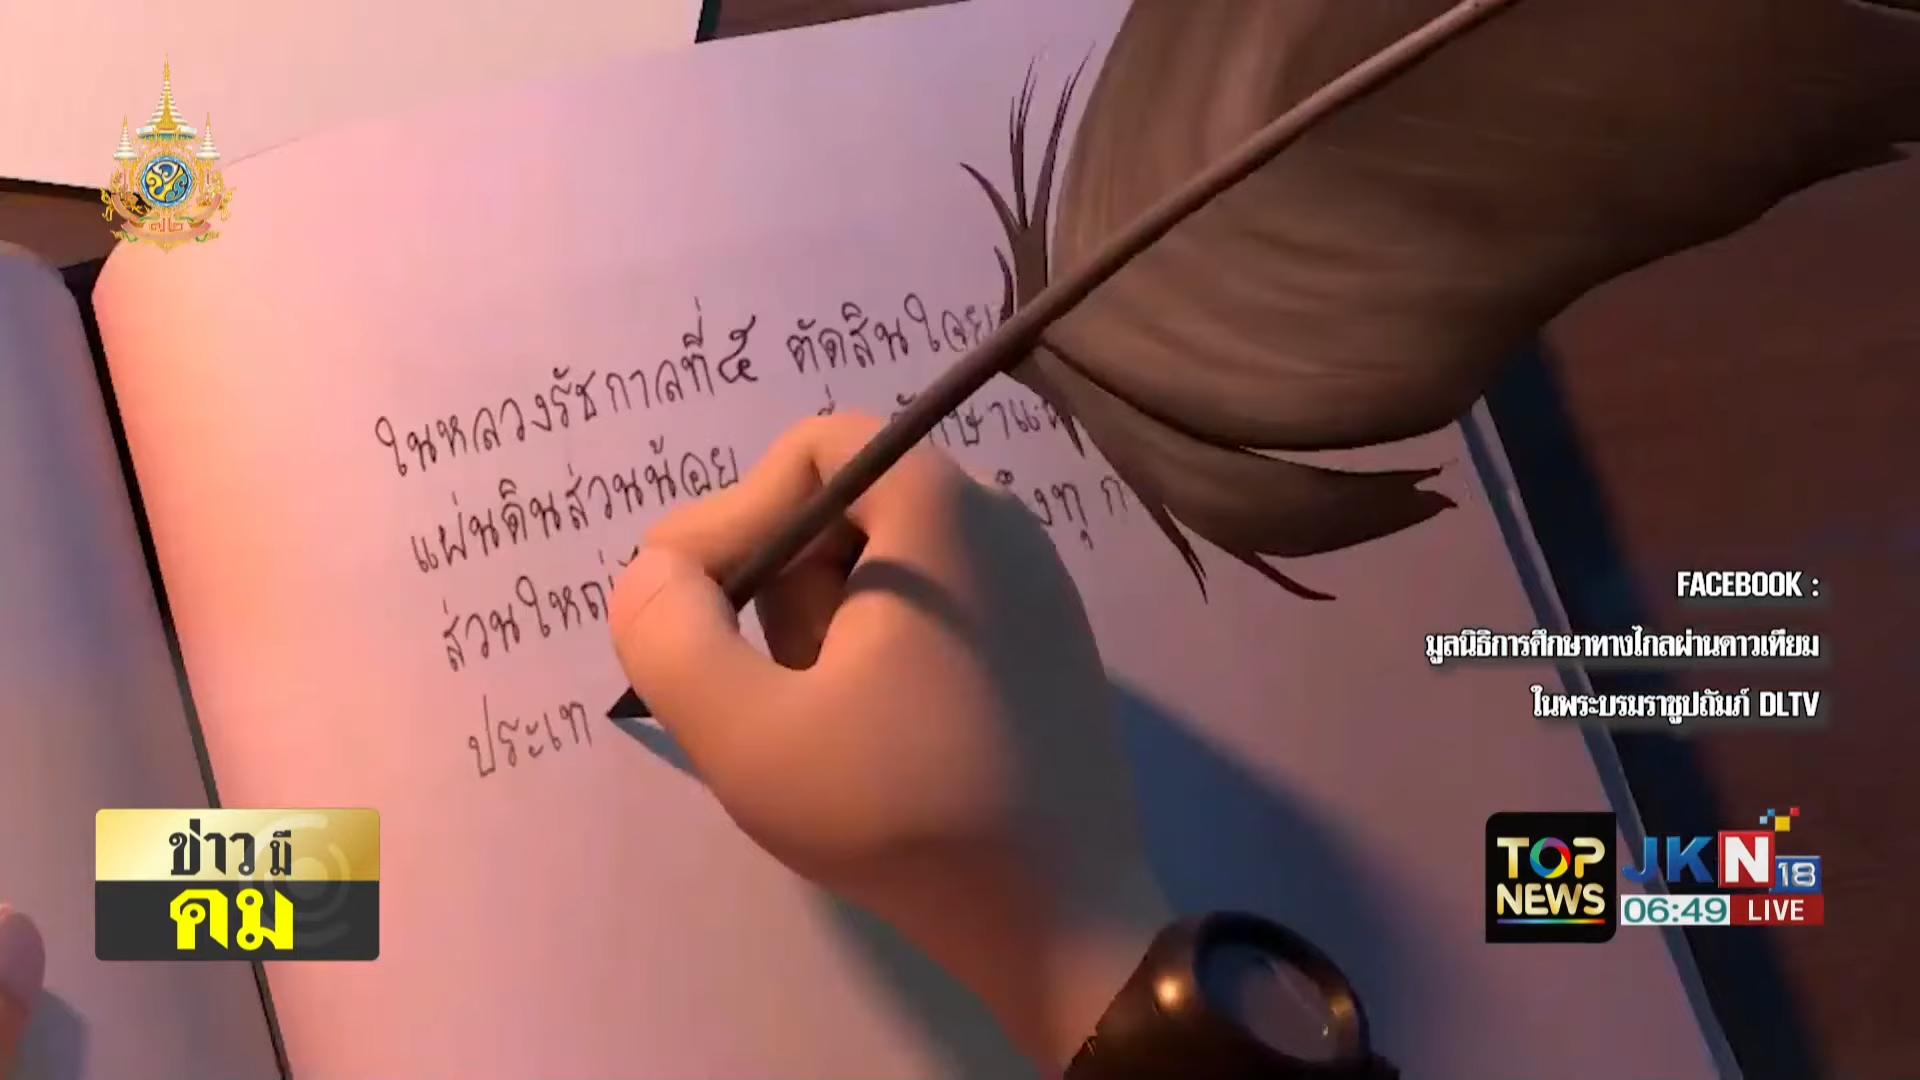 ในหลวงรัชกาลที่๕ ตัดสินใจ
แผ่นดินส่วนน้อย
ส่วนใหญ่
ประเท
FACEBOOK :
มูลนิธิการศึกษาทางไกลผ่านดาวเทียม
ในพระบรมราชูปถัมภ์ DLTV
ข่าวมี
คม
TOP
NEWS
JKN
18
06:49 LIVE